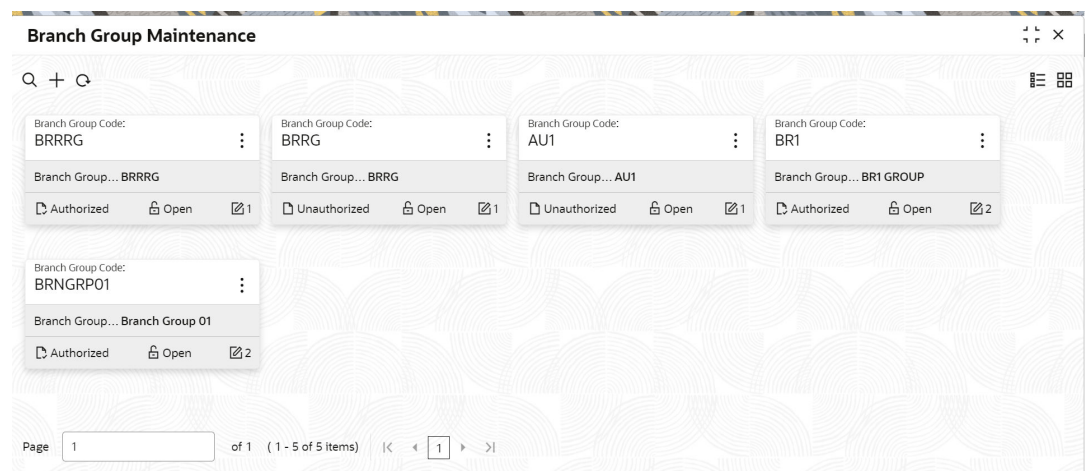 Branch Group Maintenance
Branch Group Code: Branch Group Code: Branch Group Code: Branch Group Code:
BRRRG BRRG AU1 BR1
Branch Group... BRRRG Branch Group... BRRG Branch Group... AU1 Branch Group... BR1 GROUP
Authorized Open 1 Unauthorized Open 1 Unauthorized Open 1 Authorized Open 2
Branch Group Code:
BRNGRP01
Branch Group... Branch Group 01
Authorized Open 2
Page 1 of 1 ( 1 - 5 of 5 items) 1